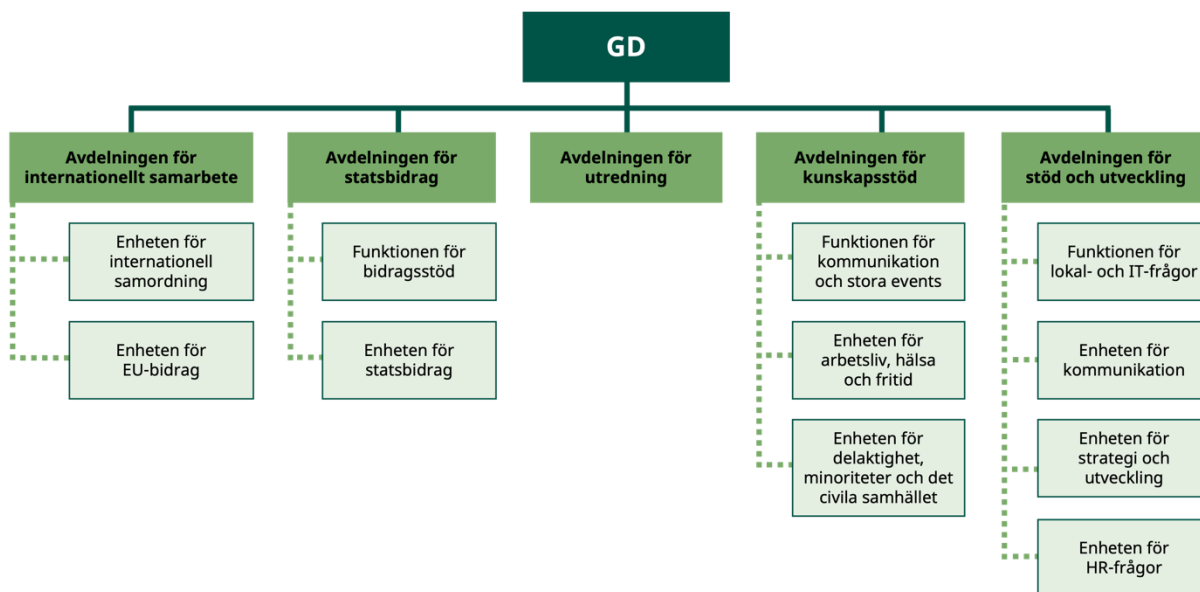 GD
Avdelningen för
internationellt samarbete
Enheten för
internationell
samordning
Enheten för
EU-bidrag
Avdelningen för
statsbidrag
Funktionen för
bidragsstöd
Enheten för
statsbidrag
Avdelningen för
utredning
Avdelningen för
kunskapsstöd
Funktionen för
kommunikation
och stora events
Enheten för
arbetsliv, hälsa
och fritid
Enheten för
delaktighet,
minoriteter och det
civila samhället
Avdelningen för
stöd och utveckling
Funktionen för
lokal- och IT-frågor
Enheten för
kommunikation
Enheten för
strategi och
utveckling
Enheten för
HR-frågor